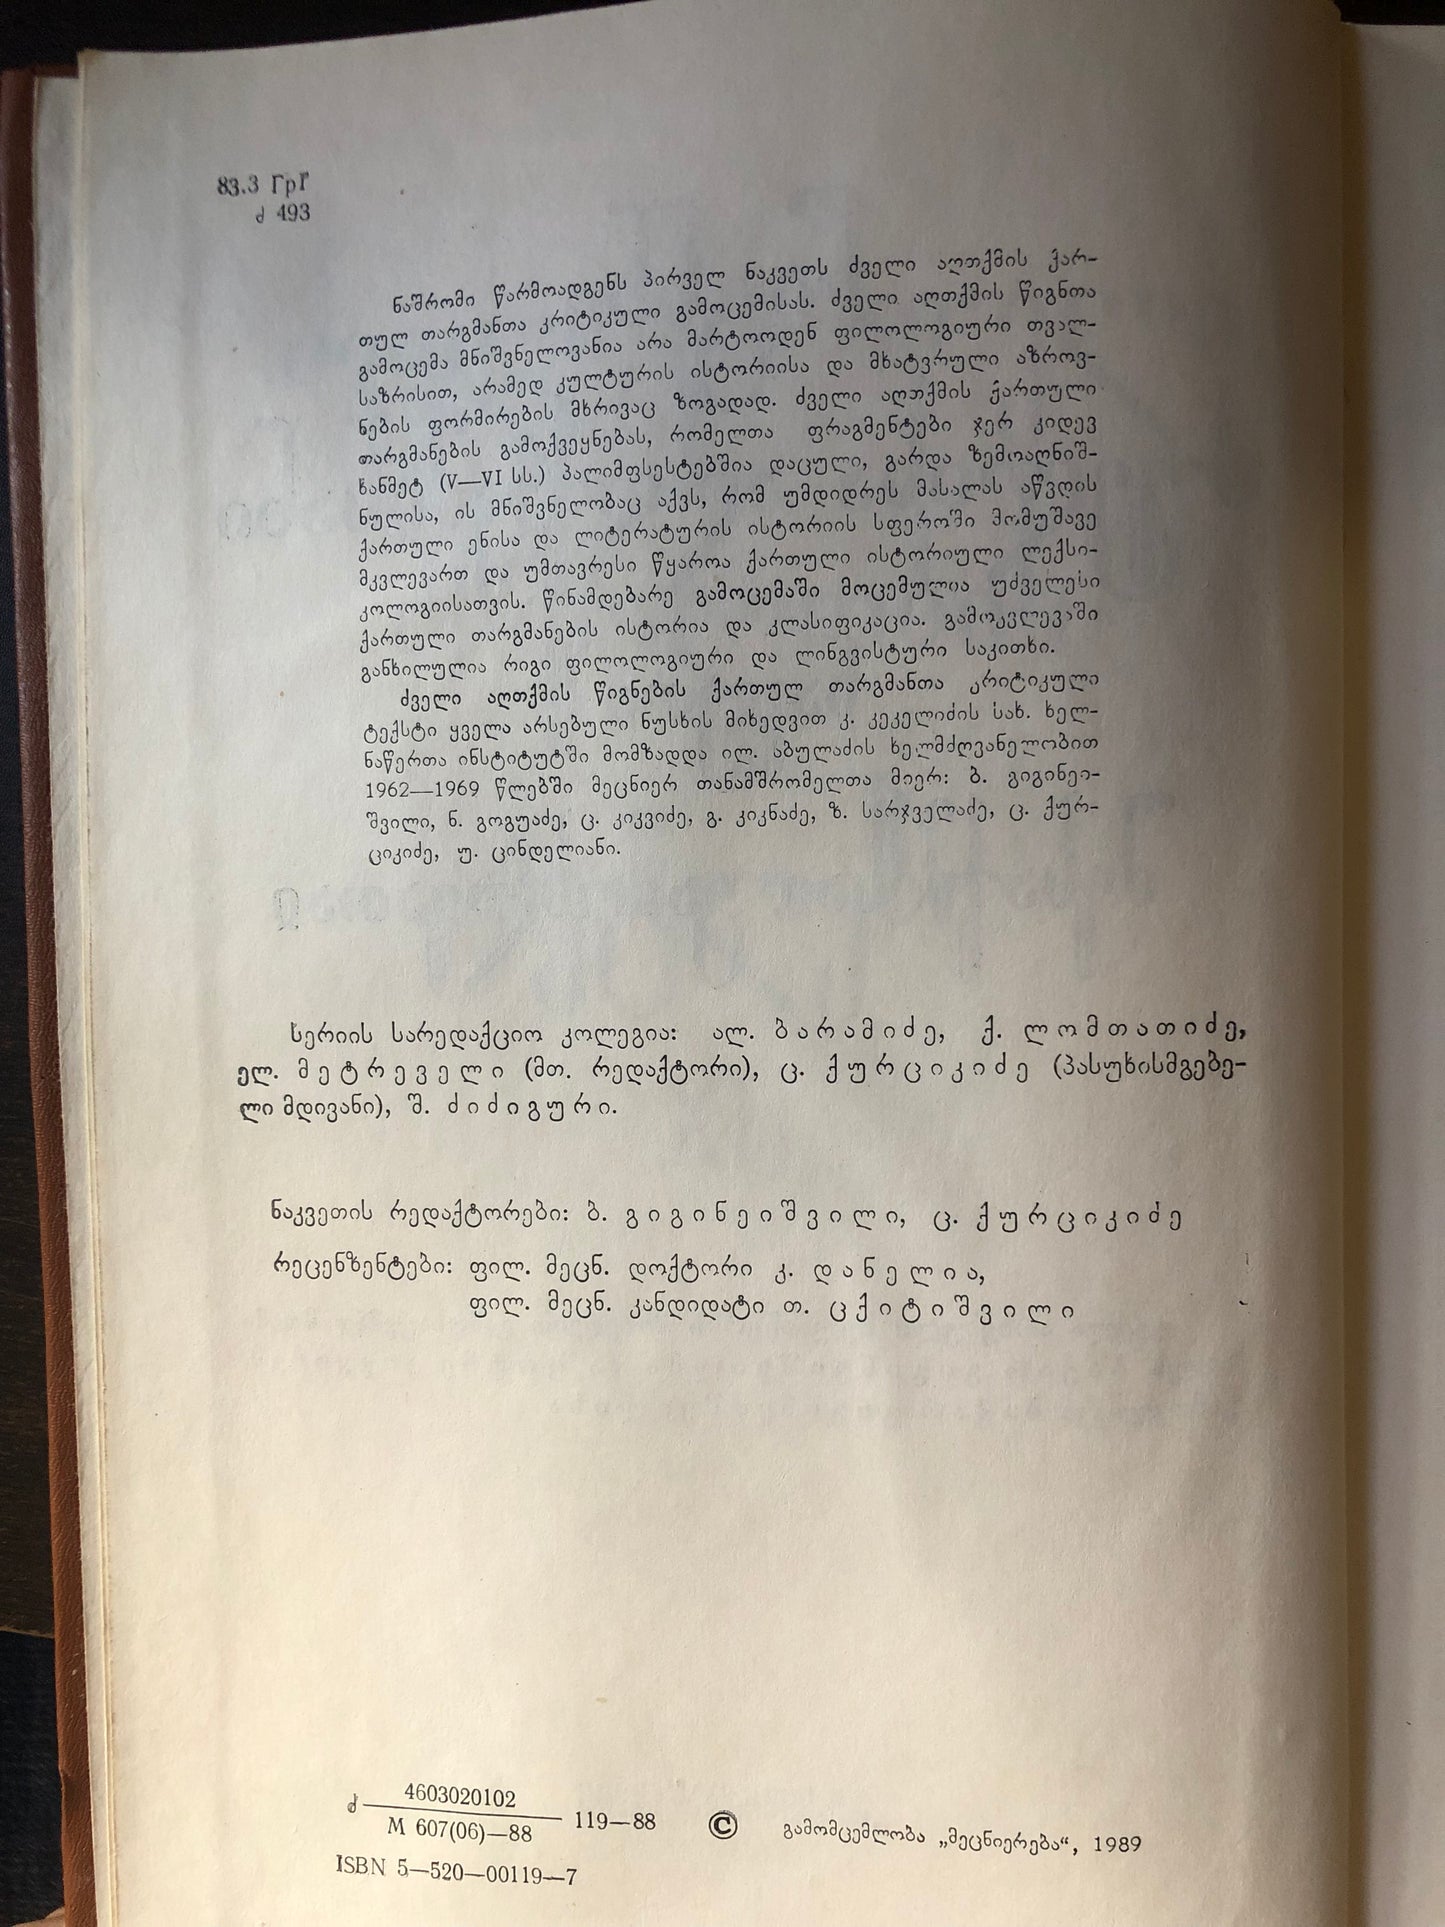 83.3 ГрГ
ძ 493
ნაშრომი წარმოადგენს პირველ ნაკვეთს ძველი აღთქმის ქარ-
თულ თარგმანთა კრიტიკული გამოცემისას. ძველი აღთქმის წიგნთა
გამოცემა მნიშვნელოვანია არა მარტოოდენ ფილოლოგიური თვალ-
საზრისით, არამედ კულტურის ისტორიისა და მხატვრული აზროვ-
ნების ფორმირების მხრივაც ზოგადად. ძველი აღთქმის ქართული
თარგმანების გამოქვეყნებას, რომელთა ფრაგმენტები ჯერ კიდევ
ხანმეტ (V—VI სს.) პალიმფსესტებშია დაცული, გარდა ზემოაღნიშ-
ნულისა, ის მნიშვნელობაც აქვს, რომ უმდიდრეს მასალას აწვდის
ქართული ენისა და ლიტერატურის ისტორიის სფეროში მომუშავე
მკვლევართ და უმთავრესი წყაროა ქართული ისტორიული ლექსი-
კოლოგიისათვის. წინამდებარე გამოცემაში მოცემულია უძველესი
ქართული თარგმანების ისტორია და კლასიფიკაცია. გამოკვლევაში
განხილულია რიგი ფილოლოგიური და ლინგვისტური საკითხი.
ძველი აღთქმის წიგნების ქართულ თარგმანთა კრიტიკული
ტექსტი ყველა არსებული ნუსხის მიხედვით კ. კეკელიძის სახ. ხელ-
ნაწერთა ინსტიტუტში მომზადდა ილ. აბულაძის ხელმძღვანელობით
1962—1969 წლებში მეცნიერ თანამშრომელთა მიერ: ბ. გიგინეი-
შვილი, ნ. გოგუაძე, ც. კიკვიძე, გ. კიკნაძე, ზ. სარჯველაძე, ც. ქურ-
ციკიძე, უ. ცინდელიანი.
სერიის სარედაქციო კოლეგია: ალ. ბარამიძე, ქ. ლომთათიძე,
ელ. მეტრეველი (მთ. რედაქტორი), ც. ქურციკიძე (პასუხისმგებე-
ლი მდივანი), შ. ძიძიგური.
ნაკვეთის რედაქტორები: ბ. გიგინეიშვილი, ც. ქურციკიძე
რეცენზენტები: ფილ. მეცნ. დოქტორი კ. დანელია,
ფილ. მეცნ. კანდიდატი თ. ცქიტიშვილი
ძ 4603020102
М 607(06)—88 119—88 © გამომცემლობა „მეცნიერება“, 1989
ISBN 5—520—00119—7